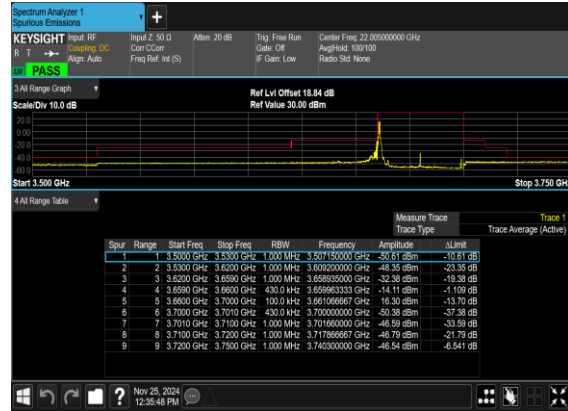 Spectrum Analyzer 1
Spurious Emissions
KEYSIGHT Input: RF Input Z: 50 Ω Atten: 20 dB Trig: Free Run Center Freq: 22.005000000 GHz
R T Coupling: DC Corr CCorr Gate: Off Avg|Hold: 100/100
Align: Auto Freq Ref: Int (S) IF Gain: Low Radio Std: None
PASS
3.All Range Graph
Ref Lvl Offset 18.84 dB
Scale/Div 10.0 dB Ref Value 30.00 dBm
20.0
0.00
-20.0
-40.0
-60.0
Start 3.500 GHz Stop 3.750 GHz
4.All Range Table
Measure Trace Trace 1
Trace Type Trace Average (Active)
Spur Range Start Freq Stop Freq RBW Frequency Amplitude ΔLimit
1 1 3.5000 GHz 3.5300 GHz 1.000 MHz 3.507150000 GHz -50.61 dBm -10.61 dB
2 2 3.5300 GHz 3.6200 GHz 1.000 MHz 3.609200000 GHz -48.35 dBm -23.35 dB
3 3 3.6200 GHz 3.6590 GHz 1.000 MHz 3.658935000 GHz -32.38 dBm -19.38 dB
4 4 3.6590 GHz 3.6600 GHz 430.0 kHz 3.659963333 GHz -14.11 dBm -1.109 dB
5 5 3.6600 GHz 3.7000 GHz 100.0 kHz 3.661066667 GHz 16.30 dBm -13.70 dB
6 6 3.7000 GHz 3.7010 GHz 430.0 kHz 3.700000000 GHz -50.38 dBm -37.38 dB
7 7 3.7010 GHz 3.7100 GHz 1.000 MHz 3.701660000 GHz -46.59 dBm -33.59 dB
8 8 3.7100 GHz 3.7200 GHz 1.000 MHz 3.717866667 GHz -46.79 dBm -21.79 dB
9 9 3.7200 GHz 3.7500 GHz 1.000 MHz 3.740300000 GHz -46.54 dBm -6.541 dB
Nov 25, 2024
12:35:48 PM